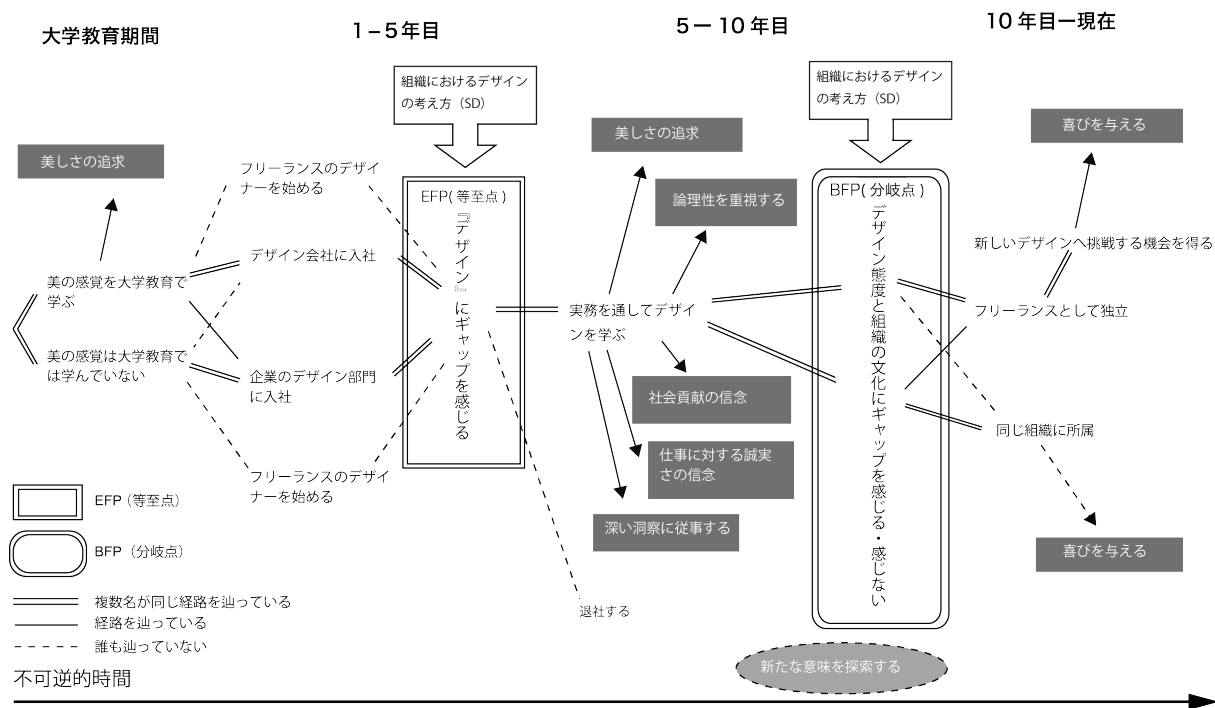 大学教育期間
1–5年目
5ー10年目
10年目ー現在
組織におけるデザイン
の考え方（SD）
組織におけるデザイン
の考え方（SD）
美しさの追求
フリーランスのデザイ
ナーを始める
美の感覚を大学教育で
学ぶ
美の感覚は大学教育で
は学んでいない
デザイン会社に入社
企業のデザイン部門
に入社
フリーランスのデザイ
ナーを始める
EFP(等至点)
『デザイン』にギャップを感じる
美しさの追求
論理性を重視する
実務を通してデザイ
ンを学ぶ
社会貢献の信念
仕事に対する誠実
さの信念
深い洞察に従事する
退社する
BFP(分岐点)
デザイン態度と組織の文化にギャップを感じる・感じない
新たな意味を探索する
喜びを与える
新しいデザインへ挑戦する機会を得る
フリーランスとして独立
同じ組織に所属
喜びを与える
EFP（等至点）
BFP（分岐点）
複数名が同じ経路を辿っている
経路を辿っている
誰も辿っていない
不可逆的時間